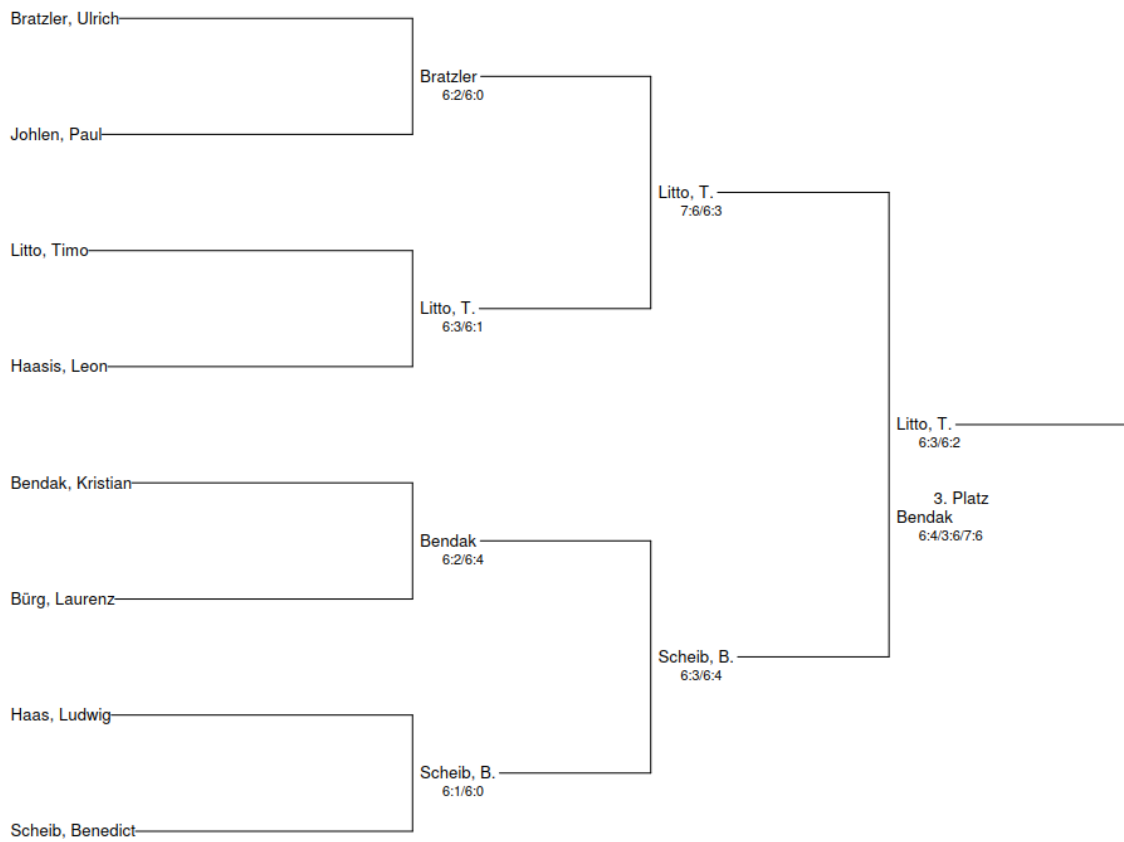 Bratzler, Ulrich
Bratzler
6:2/6:0
Johlen, Paul
Litto, T.
7:6/6:3
Litto, Timo
Litto, T.
6:3/6:1
Haasis, Leon
Litto, T.
6:3/6:2
Bendak, Kristian
3. Platz
Bendak
6:4/3:6/7:6
Bendak
6:2/6:4
Bürg, Laurenz
Scheib, B.
6:3/6:4
Haas, Ludwig
Scheib, B.
6:1/6:0
Scheib, Benedict